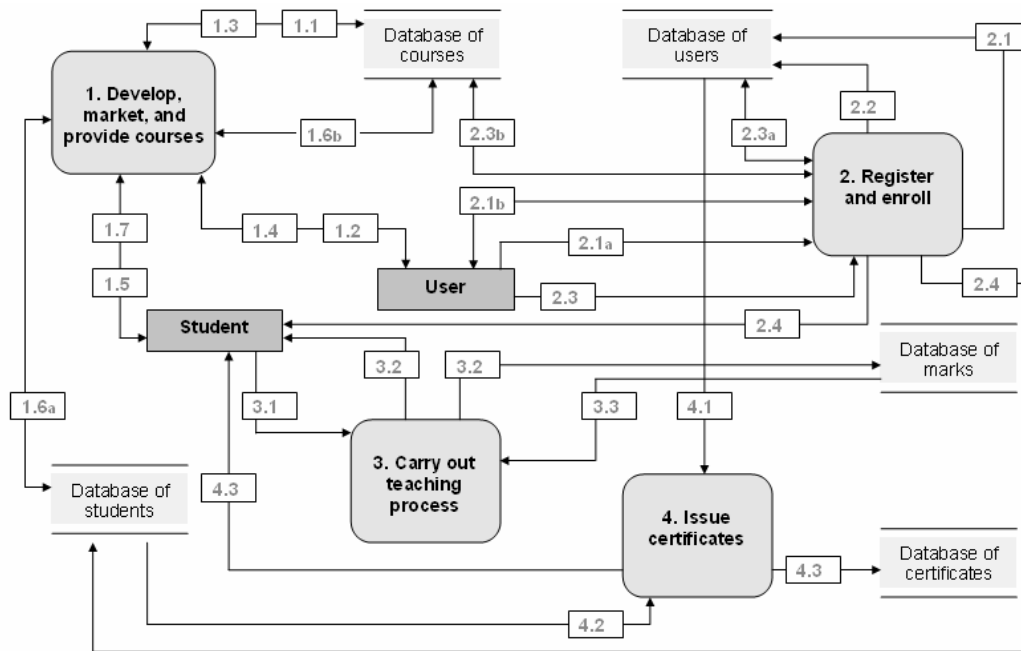 1.3
1.1
Database of
courses
Database of
users
2.1
1. Develop,
market, and
provide courses
1.6b
2.3b
2.3a
2.2
2. Register
and enroll
1.7
1.4
1.2
2.1b
2.1a
1.5
User
2.3
2.4
Student
2.4
Database of
marks
1.6a
3.1
3.2
3.2
3.3
4.1
3. Carry out
teaching
process
Database of
students
4.3
4. Issue
certificates
4.3
Database of
certificates
4.2